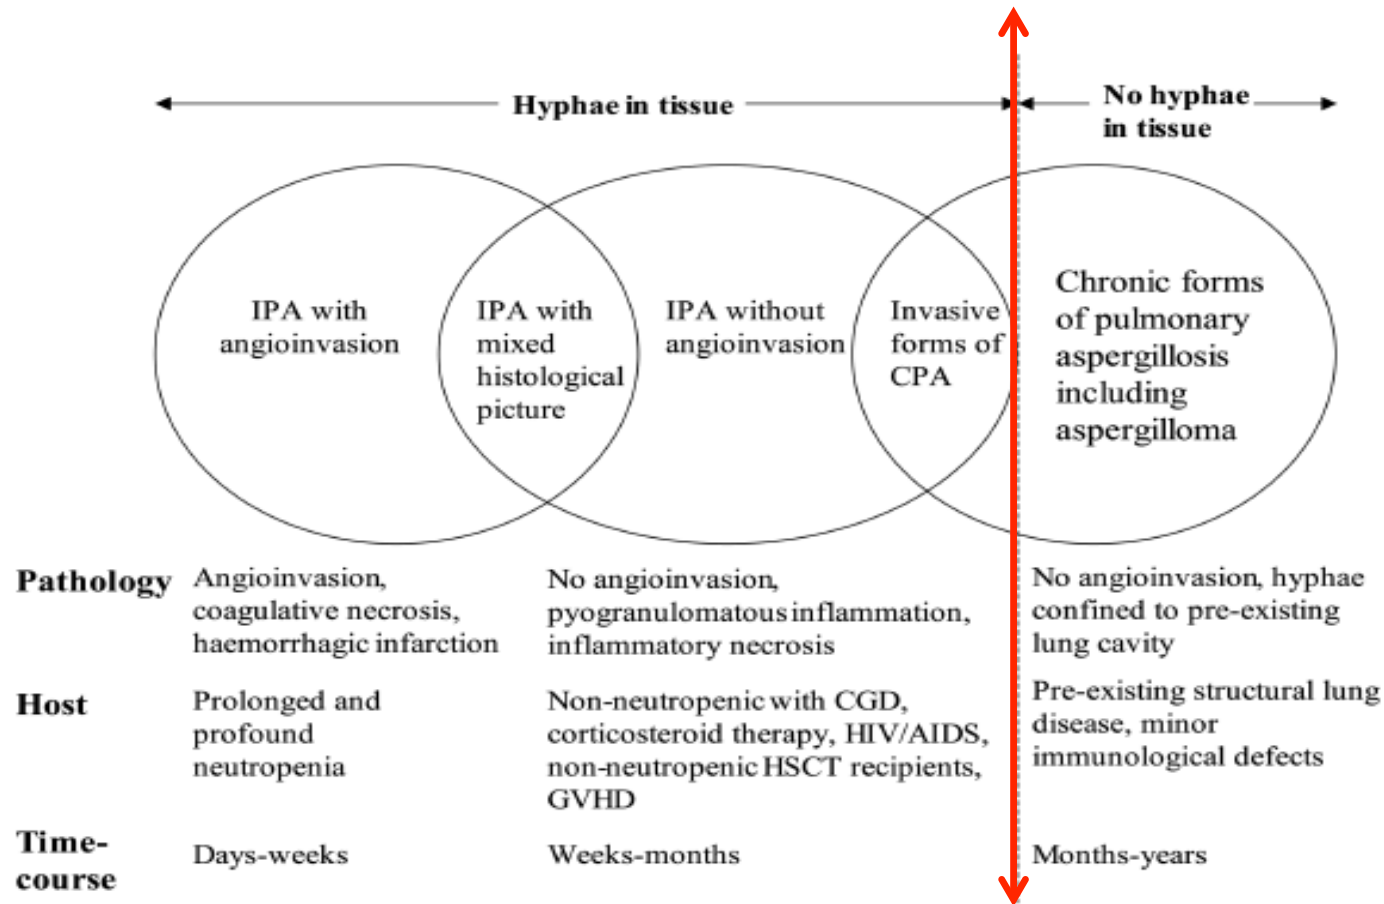 Hyphae in tissue
No hyphae
in tissue
IPA with
angioinvasion
IPA with
mixed
histological
picture
IPA without
angioinvasion
Invasive
forms of
CPA
Chronic forms
of pulmonary
aspergillosis
including
aspergilloma
Pathology
Angioinvasion,
coagulative necrosis,
haemorrhagic infarction
No angioinvasion,
pyogranulomatous inflammation,
inflammatory necrosis
No angioinvasion, hyphae
confined to pre-existing
lung cavity
Host
Prolonged and
profound
neutropenia
Non-neutropenic with CGD,
corticosteroid therapy, HIV/AIDS,
non-neutropenic HSCT recipients,
GVHD
Pre-existing structural lung
disease, minor
immunological defects
Time-
course
Days-weeks
Weeks-months
Months-years